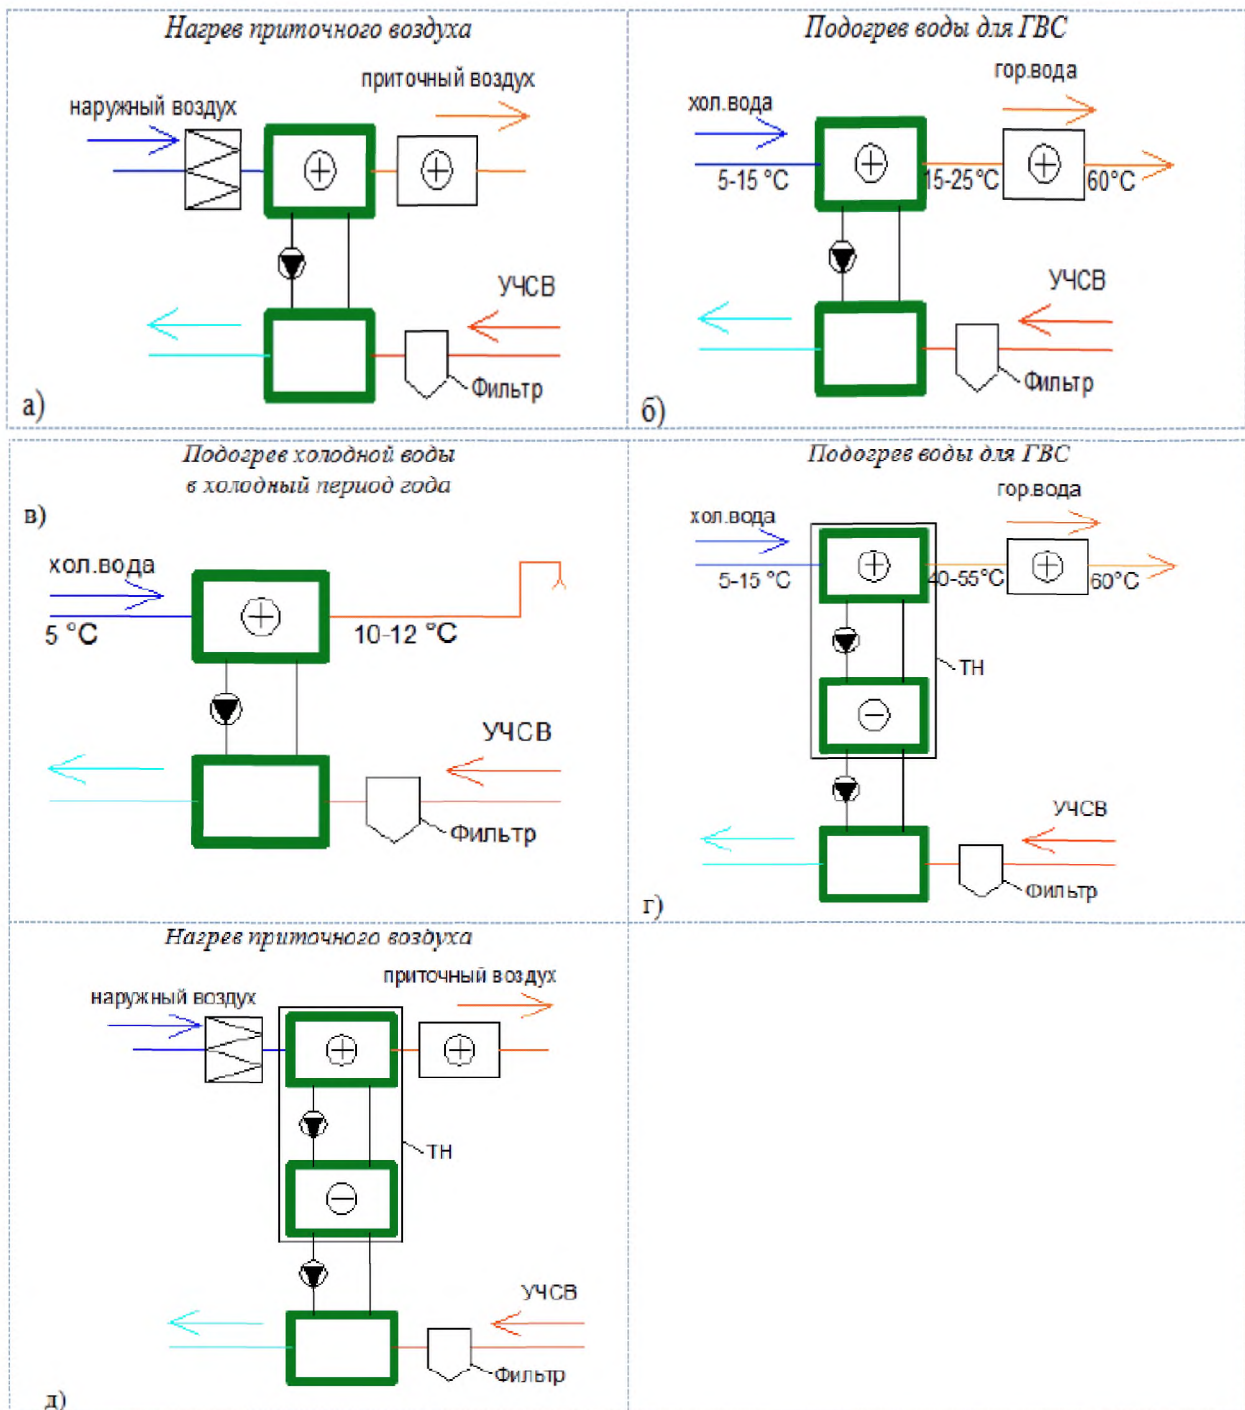 Нагрев приточного воздуха
приточный воздух
наружный воздух
УЧСВ
Фильтр
а)
Подогрев воды для ГВС
гор.вода
хол.вода
5-15 °C
15-25°C
60°C
УЧСВ
Фильтр
б)
Подогрев холодной воды
в холодный период года
в)
хол.вода
5 °C
10-12 °C
УЧСВ
Фильтр
Подогрев воды для ГВС
гор.вода
хол.вода
5-15 °C
40-55°C
60°C
ТН
УЧСВ
Фильтр
г)
Нагрев приточного воздуха
приточный воздух
наружный воздух
ТН
УЧСВ
Фильтр
д)